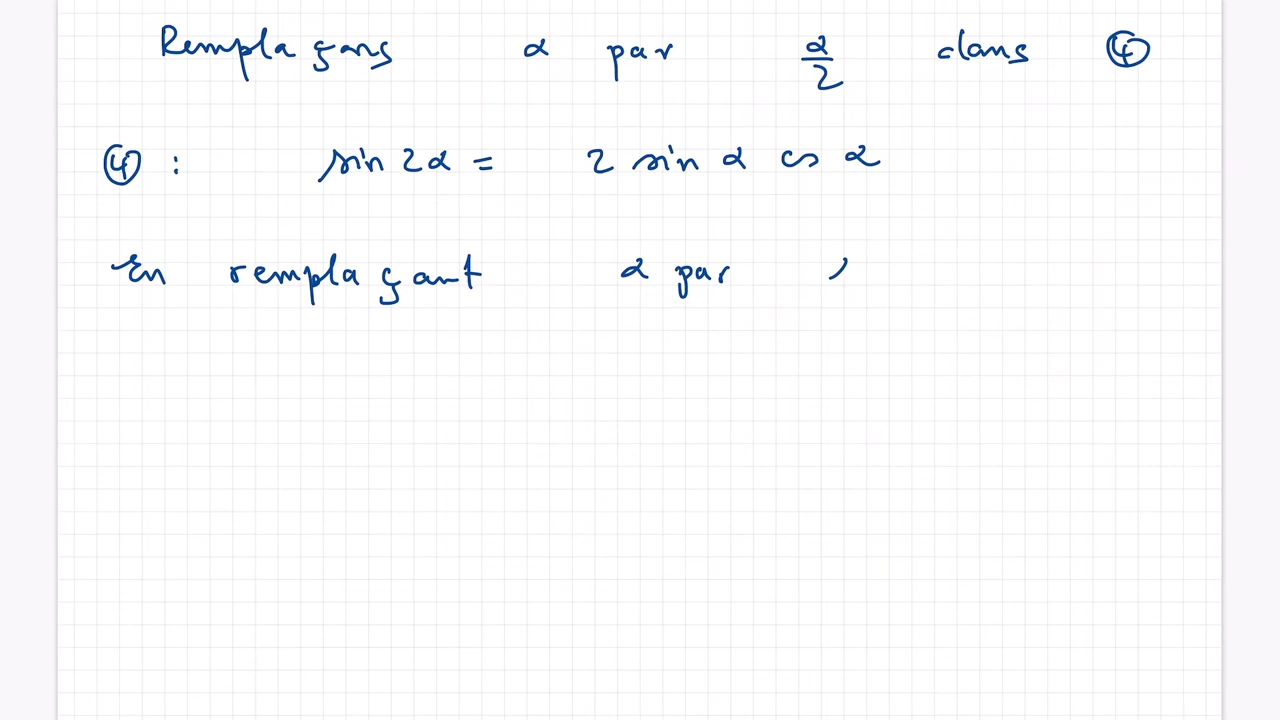 Remplaçons α par α/2 dans ④
④ : sin 2α = 2 sin α cos α
En remplaçant α par